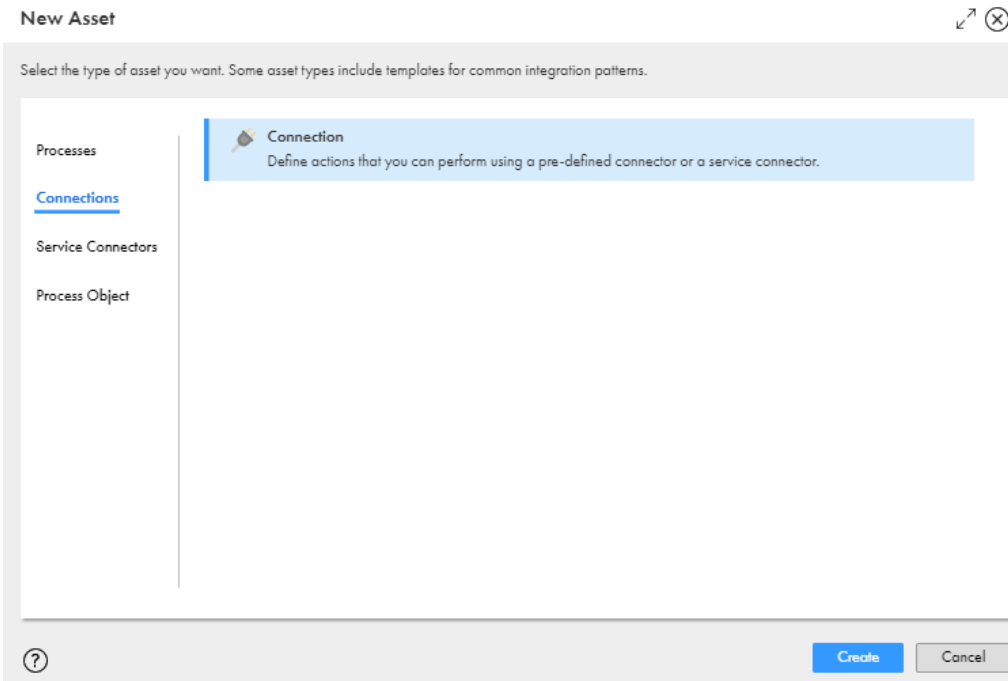 New Asset
Select the type of asset you want. Some asset types include templates for common integration patterns.
Processes
Connections
Service Connectors
Process Object
Connection
Define actions that you can perform using a pre-defined connector or a service connector.
?
Create
Cancel